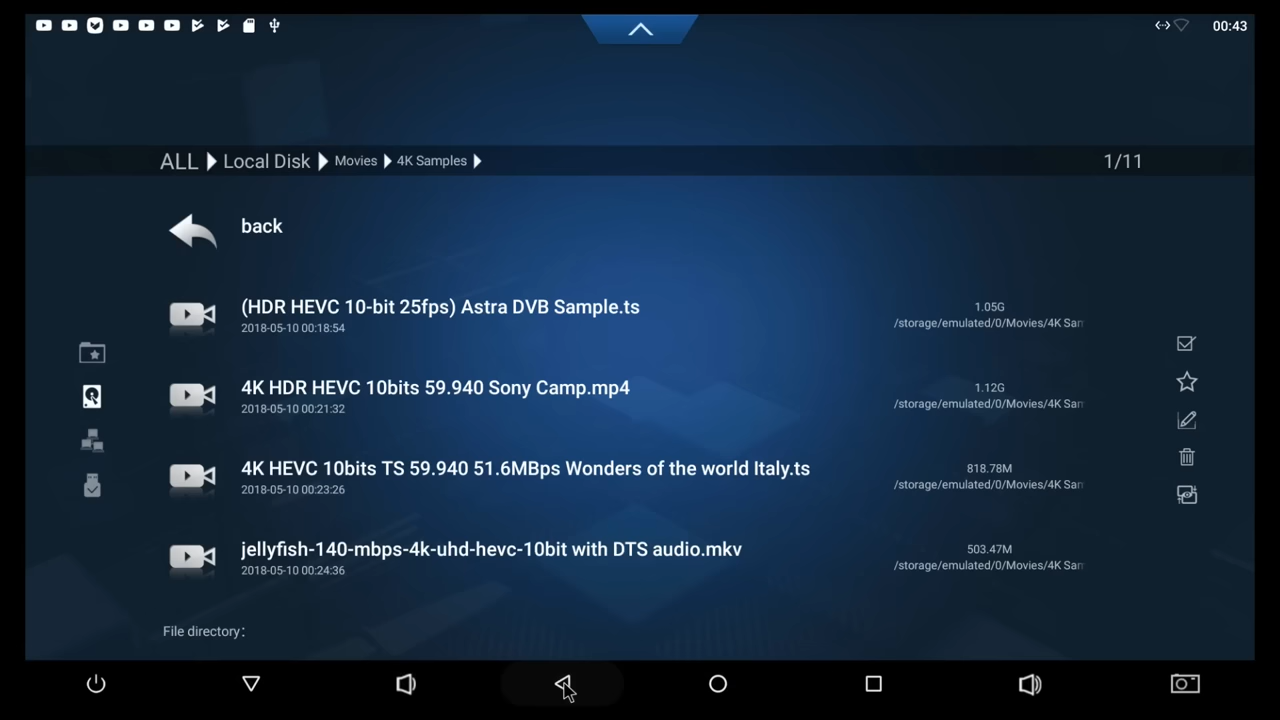 00:43
ALL Local Disk Movies 4K Samples 1/11
back
(HDR HEVC 10-bit 25fps) Astra DVB Sample.ts
2018-05-10 00:18:54
1.05G
/storage/emulated/0/Movies/4K Sam
4K HDR HEVC 10bits 59.940 Sony Camp.mp4
2018-05-10 00:21:32
1.12G
/storage/emulated/0/Movies/4K Sam
4K HEVC 10bits TS 59.940 51.6MBps Wonders of the world Italy.ts
2018-05-10 00:23:26
818.78M
/storage/emulated/0/Movies/4K Sam
jellyfish-140-mbps-4k-uhd-hevc-10bit with DTS audio.mkv
2018-05-10 00:24:36
503.47M
/storage/emulated/0/Movies/4K Sam
File directory: